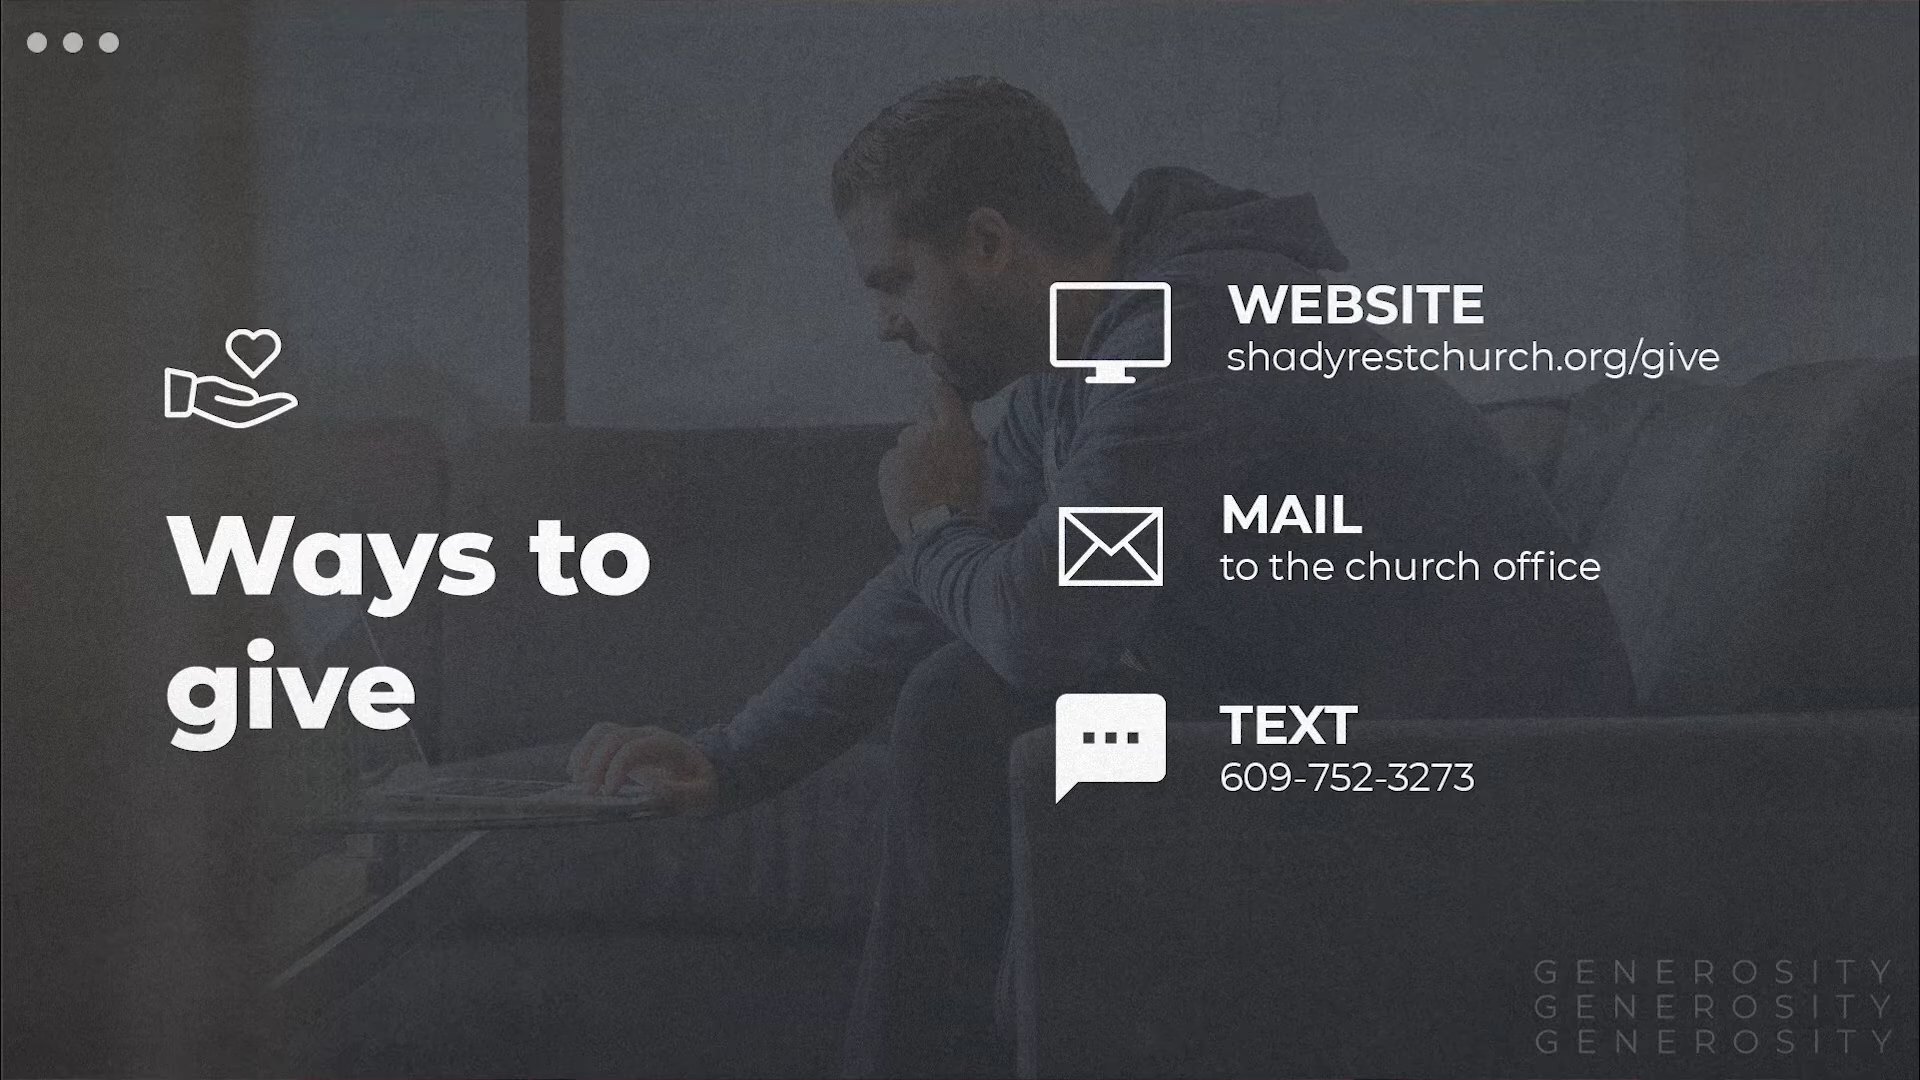 Ways to
give
WEBSITE
shadyrestchurch.org/give
MAIL
to the church office
TEXT
609-752-3273
GENEROSITY
GENEROSITY
GENEROSITY